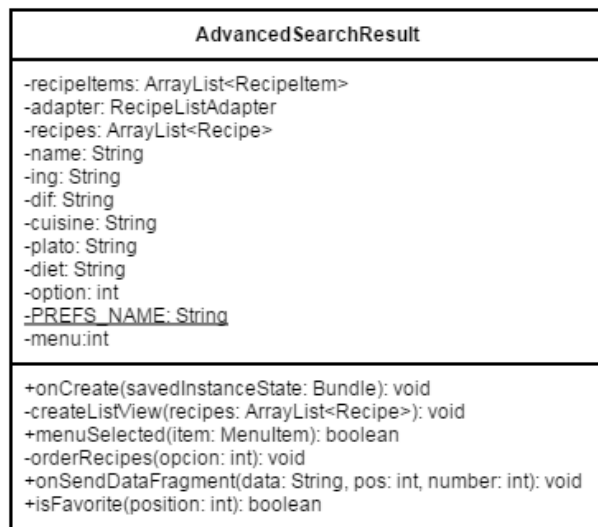 AdvancedSearchResult
-recipeItems: ArrayList<RecipeItem>
-adapter: RecipeListAdapter
-recipes: ArrayList<Recipe>
-name: String
-ing: String
-dif: String
-cuisine: String
-plato: String
-diet: String
-option: int
-PREFS_NAME: String
-menu:int
+onCreate(savedInstanceState: Bundle): void
-createListView(recipes: ArrayList<Recipe>): void
+menuSelected(item: MenuItem): boolean
-orderRecipes(opcion: int): void
+onSendDataFragment(data: String, pos: int, number: int): void
+isFavorite(position: int): boolean